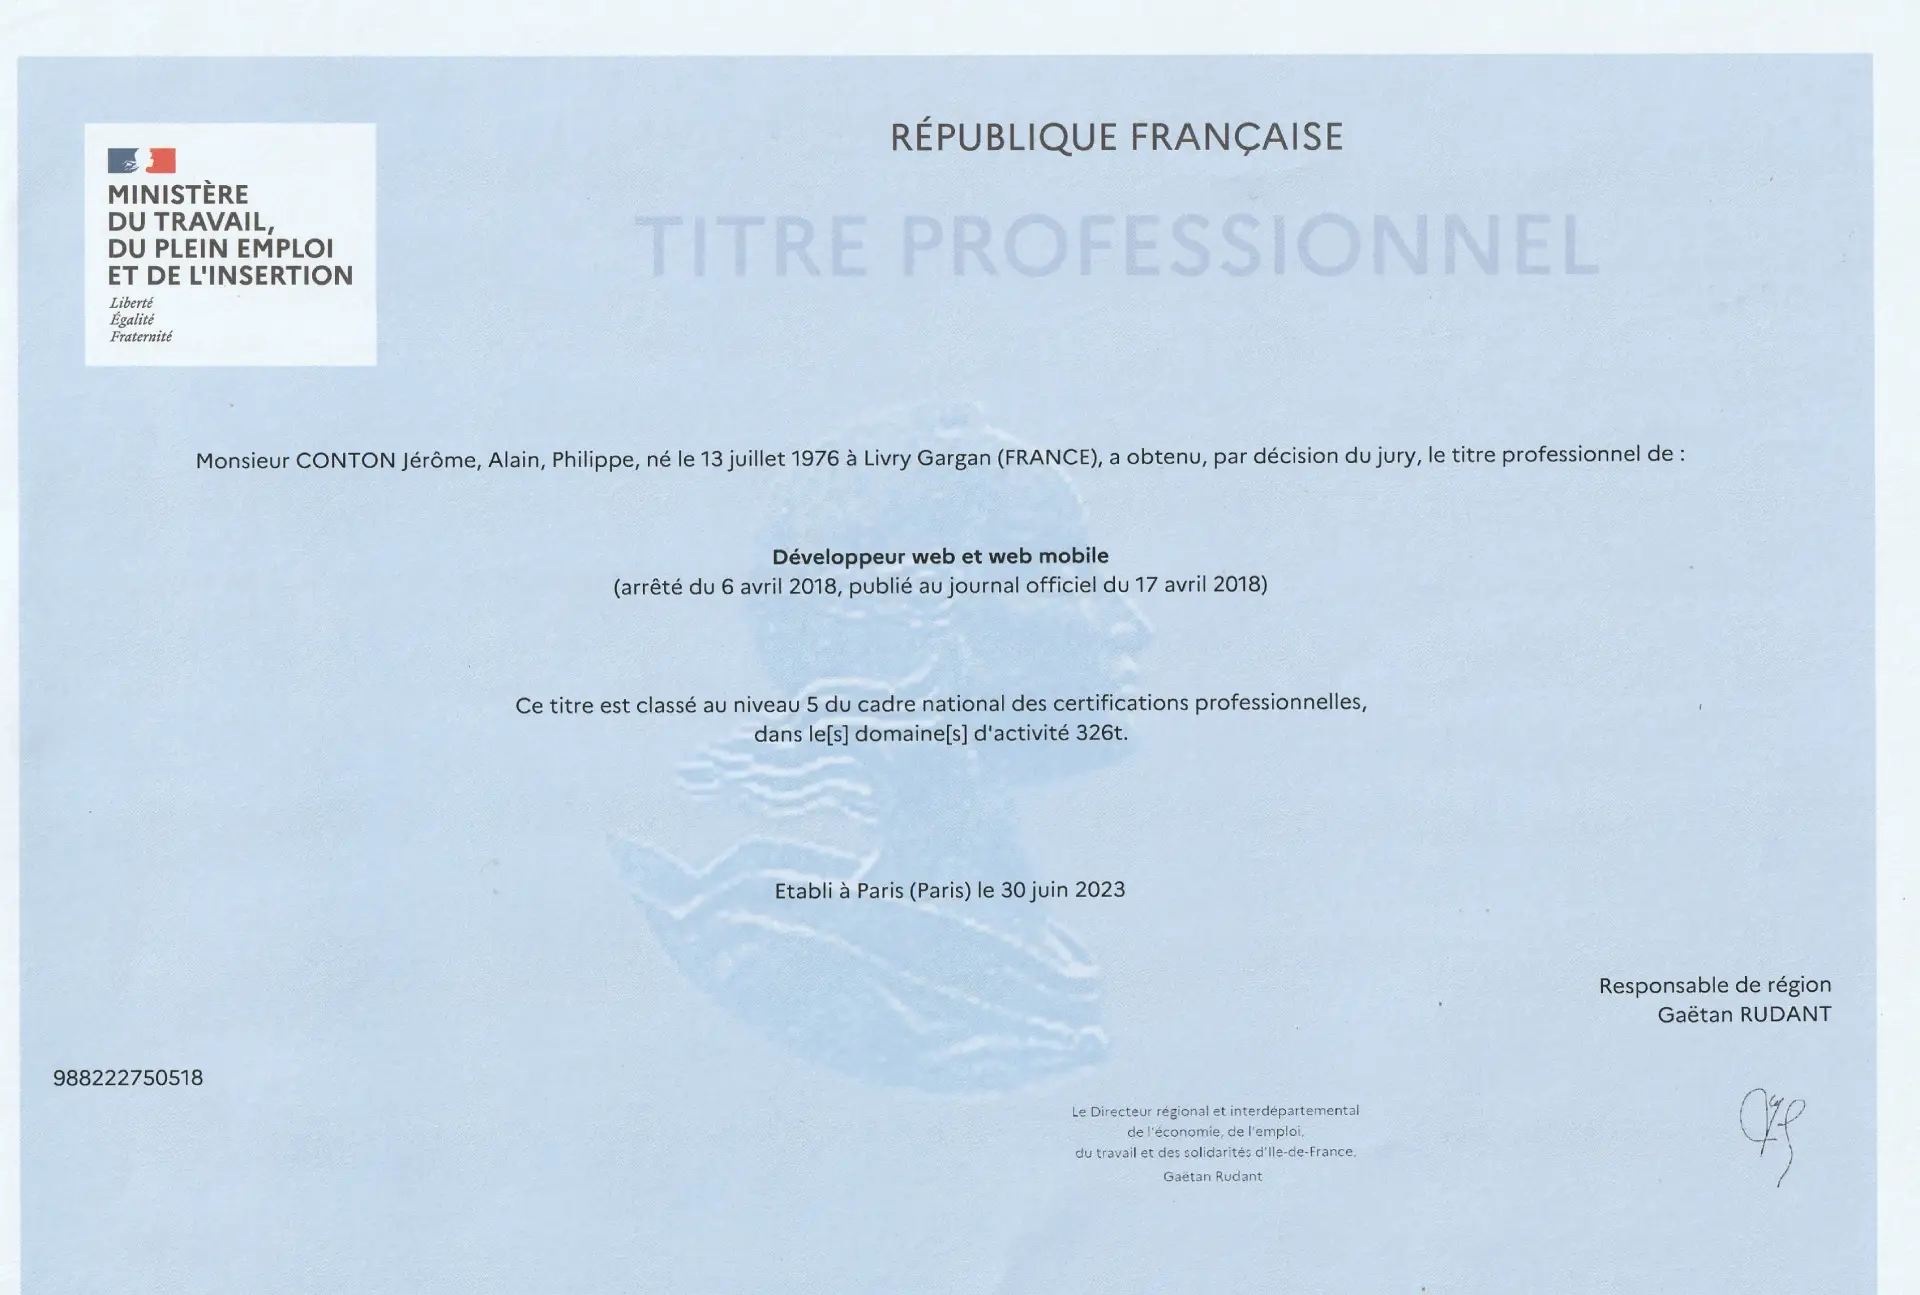 MINISTÈRE
DU TRAVAIL,
DU PLEIN EMPLOI
ET DE L'INSERTION
Liberté
Égalité
Fraternité
RÉPUBLIQUE FRANÇAISE
TITRE PROFESSIONNEL
Monsieur CONTON Jérôme, Alain, Philippe, né le 13 juillet 1976 à Livry Gargan (FRANCE), a obtenu, par décision du jury, le titre professionnel de :
Développeur web et web mobile
(arrêté du 6 avril 2018, publié au journal officiel du 17 avril 2018)
Ce titre est classé au niveau 5 du cadre national des certifications professionnelles,
dans le[s] domaine[s] d'activité 326t.
Etabli à Paris (Paris) le 30 juin 2023
Responsable de région
Gaëtan RUDANT
988222750518
Le Directeur régional et interdépartemental
de l'économie, de l'emploi,
du travail et des solidarités d'Ile-de-France,
Gaëtan Rudant